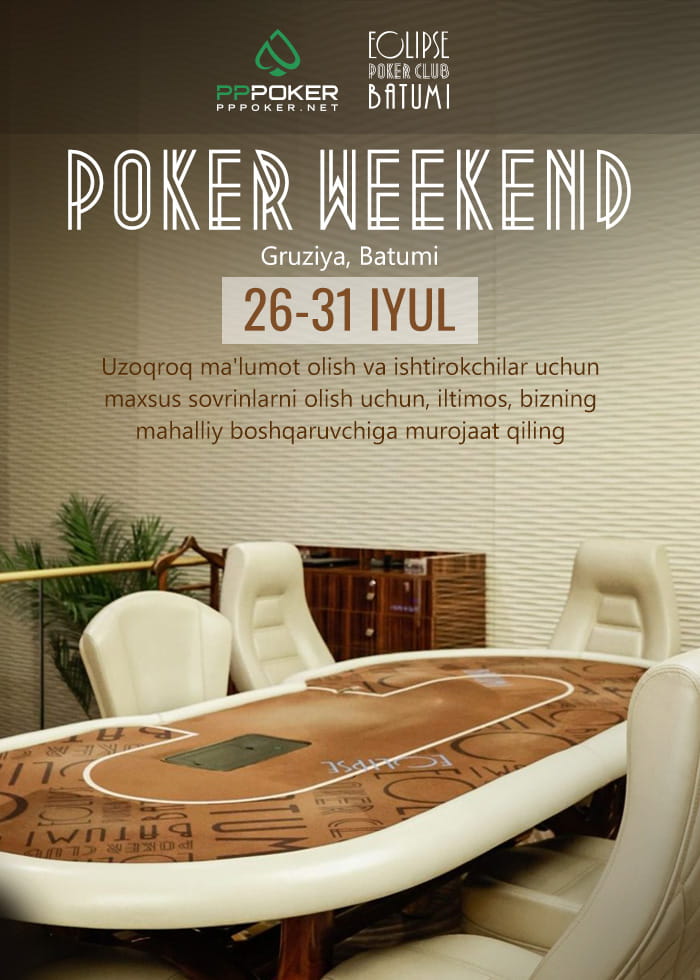 PPPOKER
PPPOKER.NET
ECLIPSE
POKER CLUB
BATUMI
POKER WEEKEND
Gruziya, Batumi
26-31 IYUL
Uzoqroq ma'lumot olish va ishtirokchilar uchun
maxsus sovrinlarni olish uchun, iltimos, bizning
mahalliy boshqaruvchiga murojaat qiling
ECLIPSE